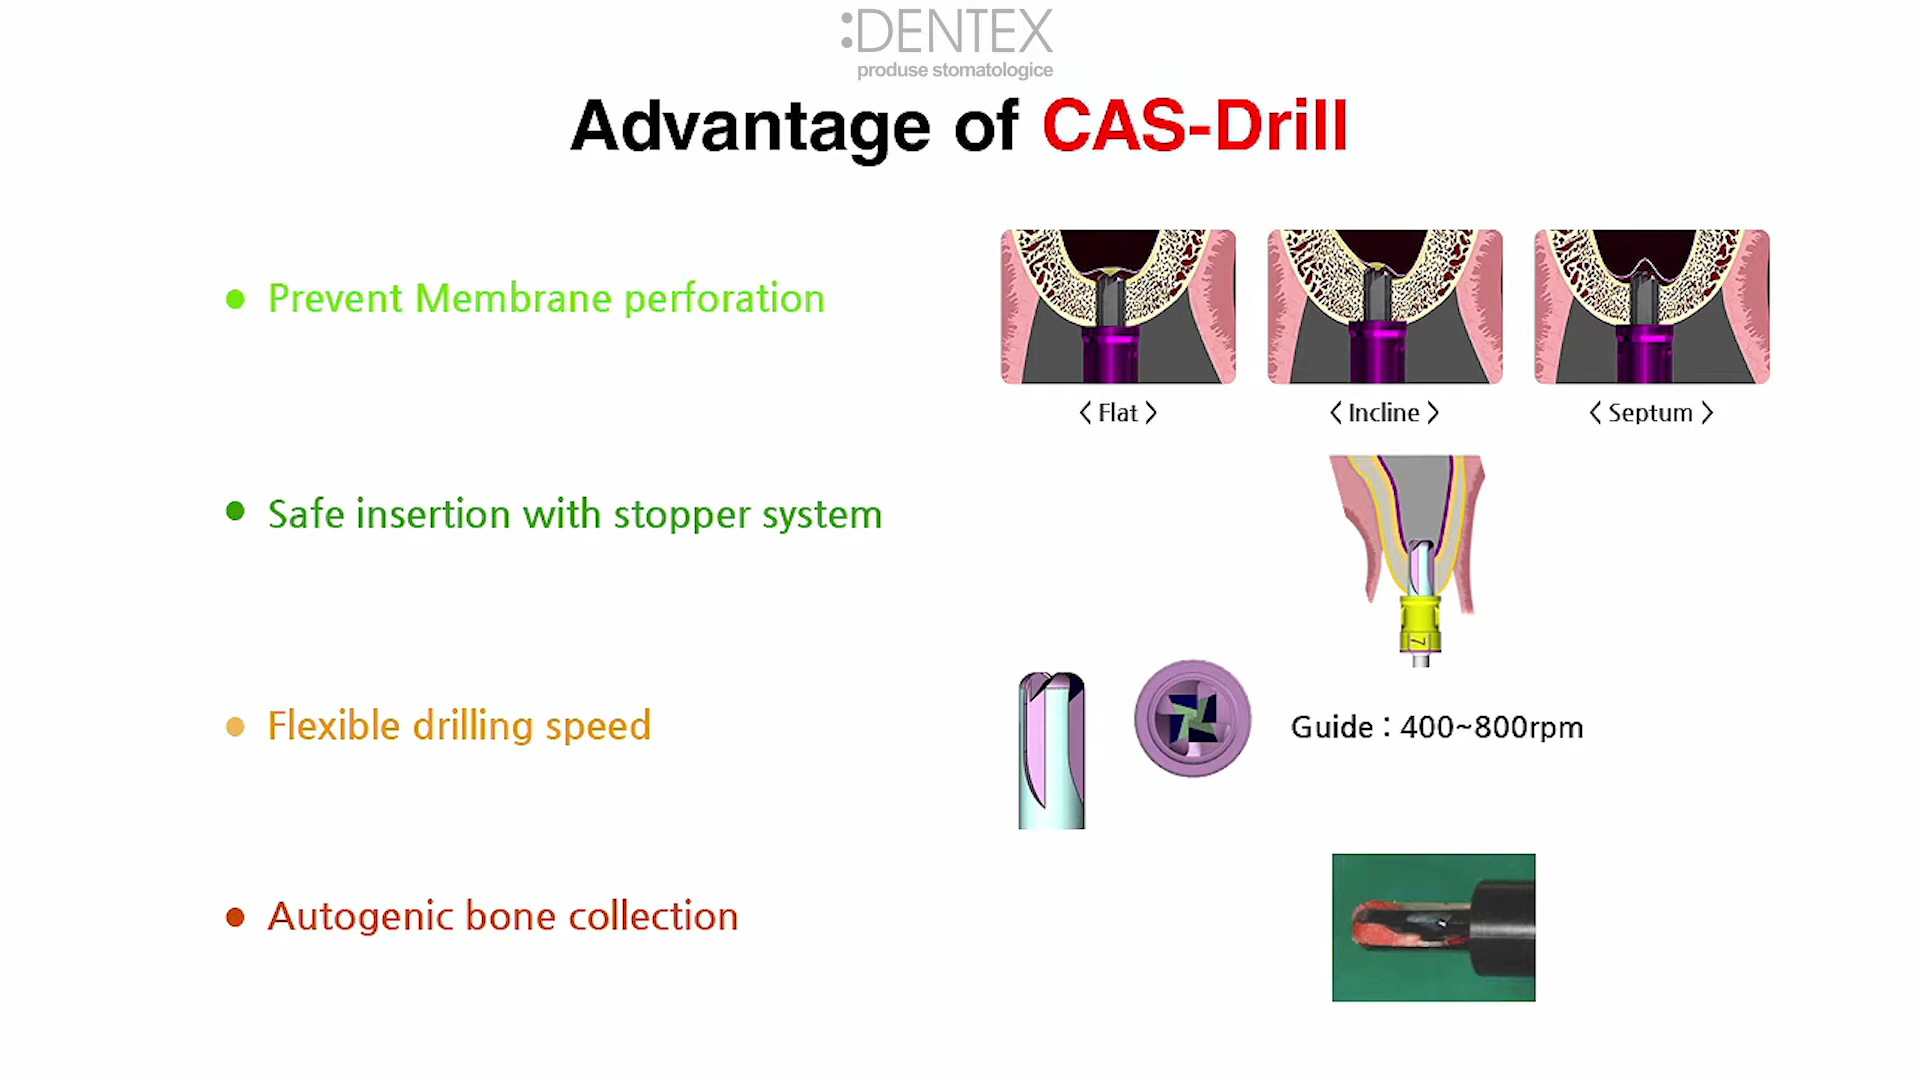 :DENTEX
produse stomatologice
Advantage of CAS-Drill
Prevent Membrane perforation
< Flat >
< Incline >
< Septum >
Safe insertion with stopper system
7
Flexible drilling speed
Guide : 400~800rpm
Autogenic bone collection